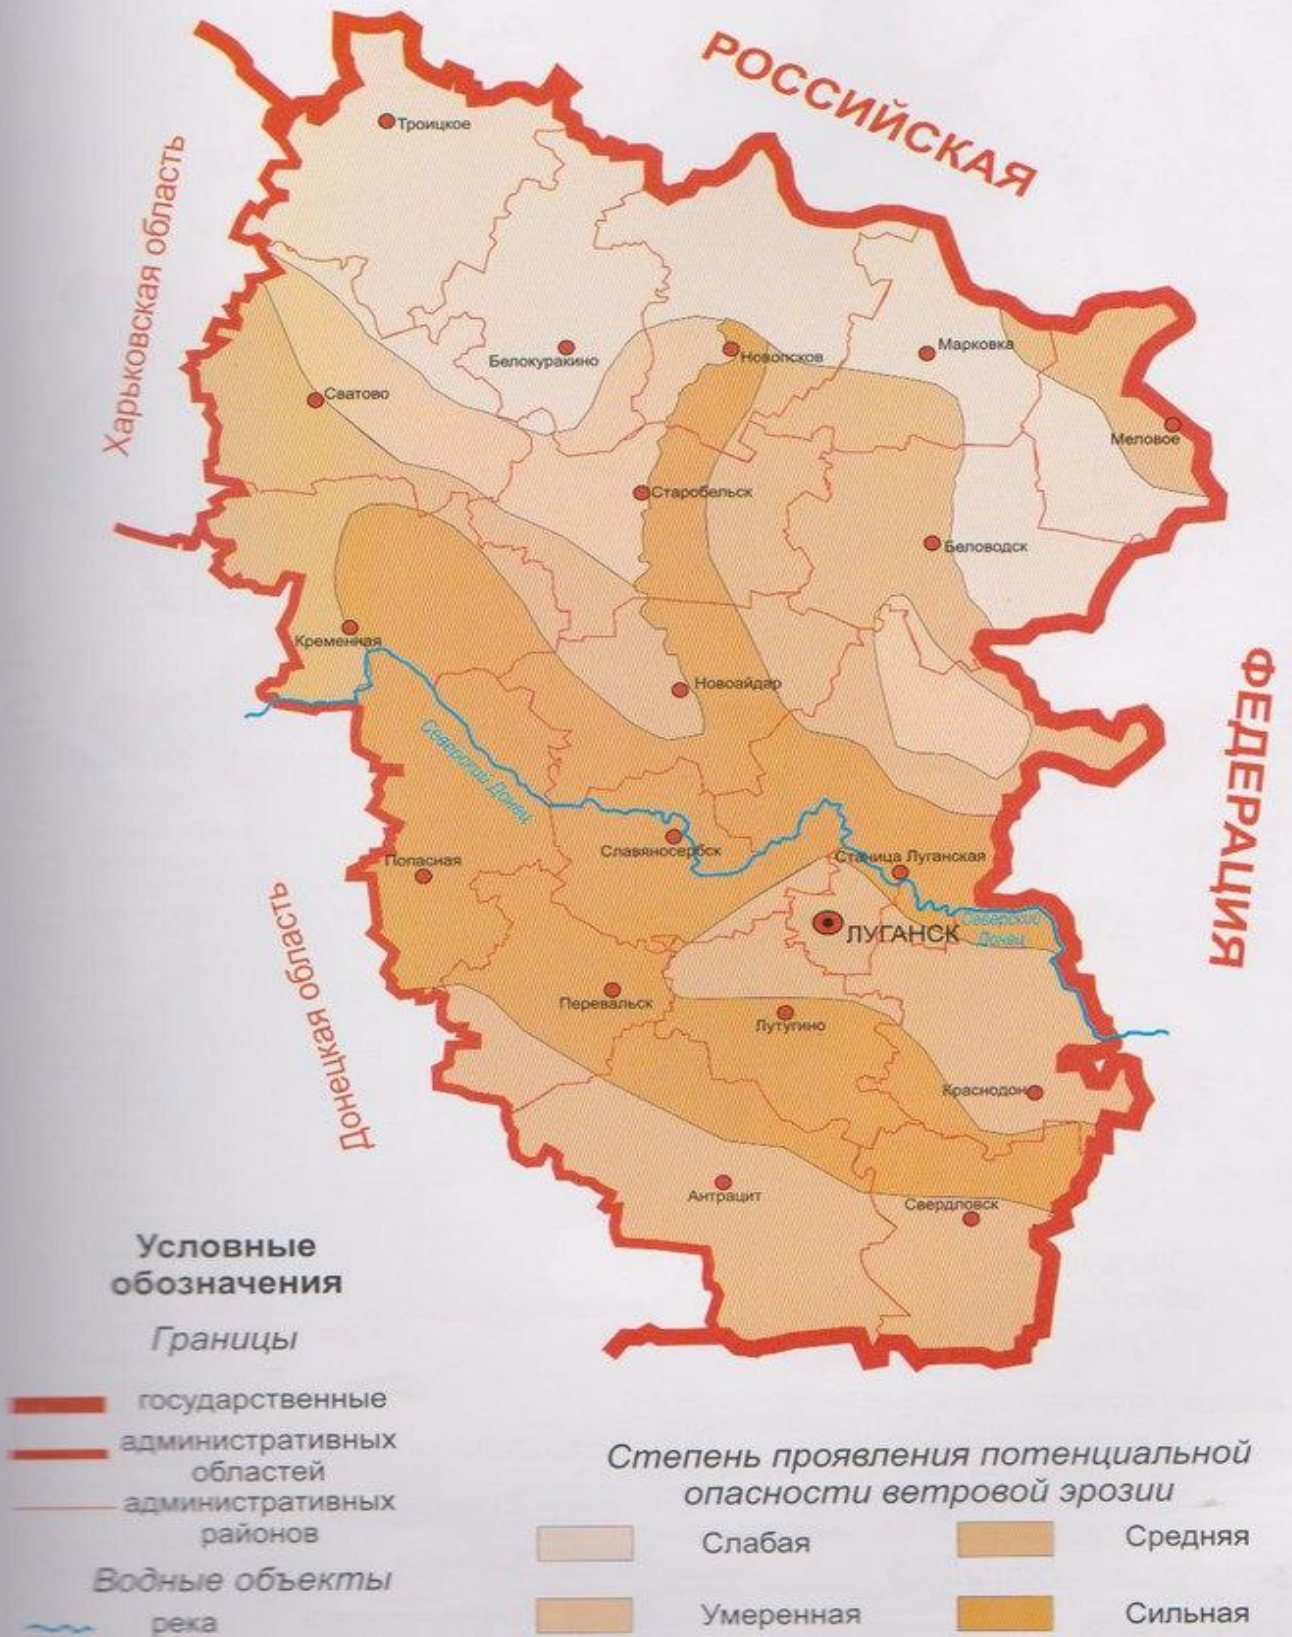 РОССИЙСКАЯ
ФЕДЕРАЦИЯ
Харьковская область
Донецкая область
Троицкое
Белокуракино
Новопсков
Марковка
Меловое
Сватово
Старобельск
Беловодск
Кременная
Новоайдар
Северский Донец
Славяносербск
Станица Луганская
Попасная
ЛУГАНСК
Северский
Донец
Перевальск
Лутугино
Краснодон
Антрацит
Свердловск
Условные
обозначения
Границы
государственные
административных
областей
административных
районов
Водные объекты
река
Степень проявления потенциальной
опасности ветровой эрозии
Слабая
Средняя
Умеренная
Сильная